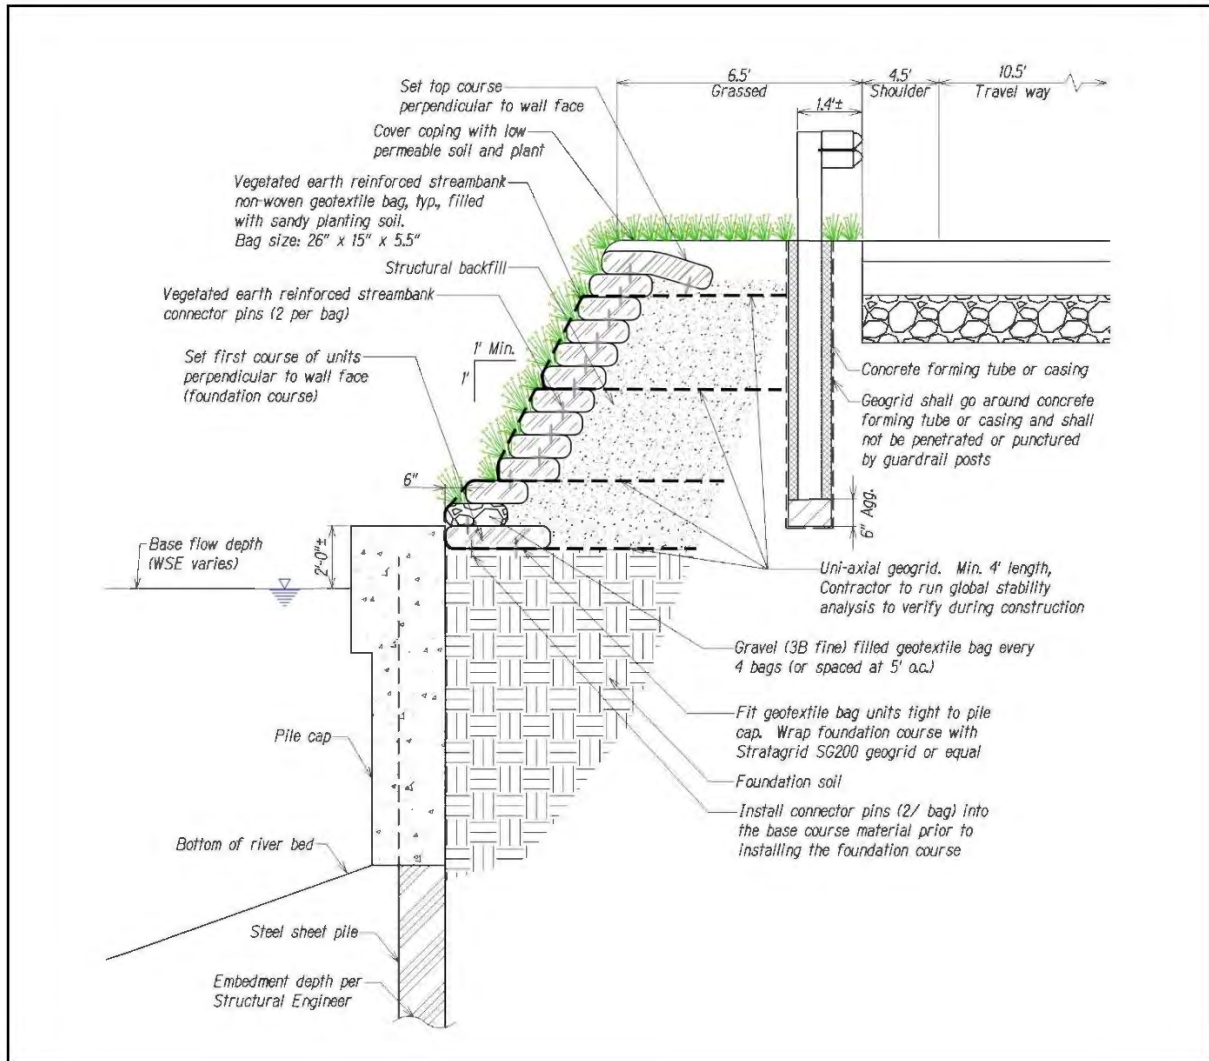 6.5'
Grassed
4.5'
Shoulder
10.5'
Travel way
1.4'±
Set top course
perpendicular to wall face
Cover coping with low
permeable soil and plant
Vegetated earth reinforced streambank
non-woven geotextile bag, typ., filled
with sandy planting soil.
Bag size: 26" x 15" x 5.5"
Structural backfill
Vegetated earth reinforced streambank
connector pins (2 per bag)
Set first course of units
perpendicular to wall face
(foundation course)
1' Min.
1'
6"
Concrete forming tube or casing
Geogrid shall go around concrete
forming tube or casing and shall
not be penetrated or punctured
by guardrail posts
6" Agg.
Base flow depth
(WSE varies)
2'-0"±
Uni-axial geogrid. Min. 4' length,
Contractor to run global stability
analysis to verify during construction
Gravel (3B fine) filled geotextile bag every
4 bags (or spaced at 5' o.c.)
Fit geotextile bag units tight to pile
cap. Wrap foundation course with
Stratagrid SG200 geogrid or equal
Pile cap
Foundation soil
Install connector pins (2/ bag) into
the base course material prior to
installing the foundation course
Bottom of river bed
Steel sheet pile
Embedment depth per
Structural Engineer